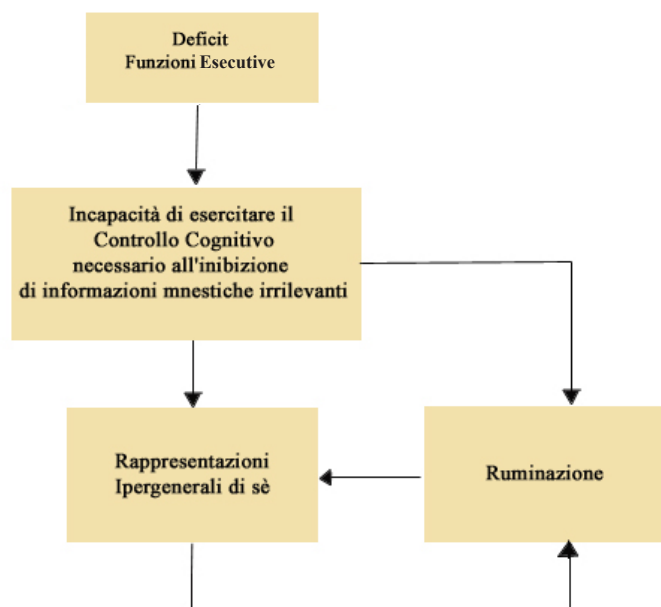 Deficit
Funzioni Esecutive
Incapacità di esercitare il
Controllo Cognitivo
necessario all'inibizione
di informazioni mnestiche irrilevanti
Rappresentazioni
Ipergenerali di sè
Ruminazione